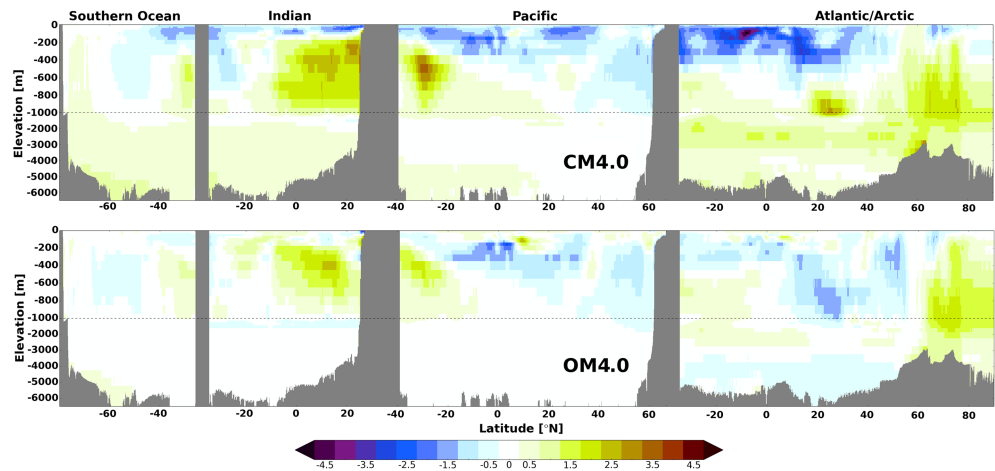 Southern Ocean Indian Pacific Atlantic/Arctic
0
-200
-400
-600
-800
-1000
-2000
-3000
-4000
-5000
-6000
Elevation [m]
CM4.0
-60 -40 0 20 -40 -20 0 20 40 60 -20 0 20 40 60 80
0
-200
-400
-600
-800
-1000
-2000
-3000
-4000
-5000
-6000
Elevation [m]
OM4.0
-60 -40 0 20 -40 -20 0 20 40 60 -20 0 20 40 60 80
Latitude [°N]
-4.5 -3.5 -2.5 -1.5 -0.5 0 0.5 1.5 2.5 3.5 4.5